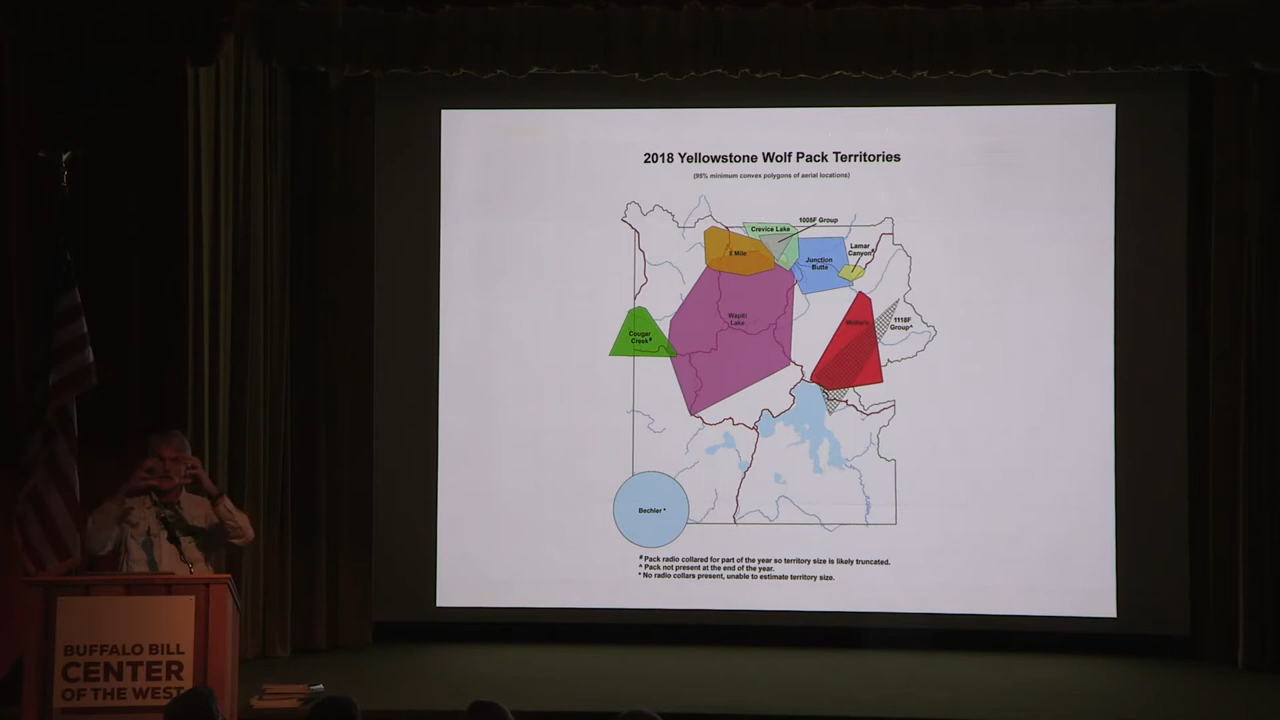 2018 Yellowstone Wolf Pack Territories
(95% minimum convex polygons of aerial locations)
1005F Group
Crevice Lake
8 Mile
Junction
Butte
Lamar
Canyon#
Wapiti
Lake
Mollie's
1118F
Group^
Cougar
Creek#
Bechler *
# Pack radio collared for part of the year so territory size is likely truncated.
^ Pack not present at the end of the year.
* No radio collars present, unable to estimate territory size.
BUFFALO BILL
CENTER
OF THE WEST